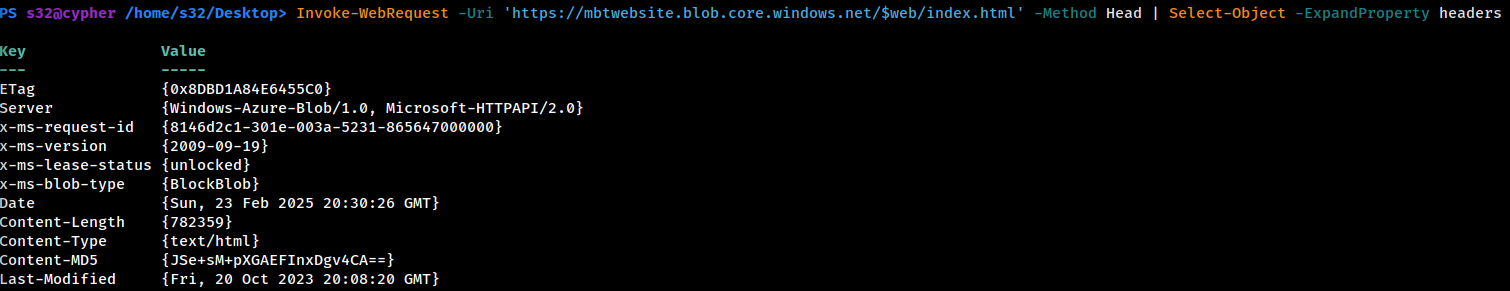 PS s32@cypher /home/s32/Desktop> Invoke-WebRequest -Uri 'https://mbtwebsite.blob.core.windows.net/$web/index.html' -Method Head | Select-Object -ExpandProperty headers
Key Value
--- -----
ETag {0x8DBD1A84E6455C0}
Server {Windows-Azure-Blob/1.0, Microsoft-HTTPAPI/2.0}
x-ms-request-id {8146d2c1-301e-003a-5231-865647000000}
x-ms-version {2009-09-19}
x-ms-lease-status {unlocked}
x-ms-blob-type {BlockBlob}
Date {Sun, 23 Feb 2025 20:30:26 GMT}
Content-Length {782359}
Content-Type {text/html}
Content-MD5 {JSe+sM+pXGAEFInxDgv4CA==}
Last-Modified {Fri, 20 Oct 2023 20:08:20 GMT}